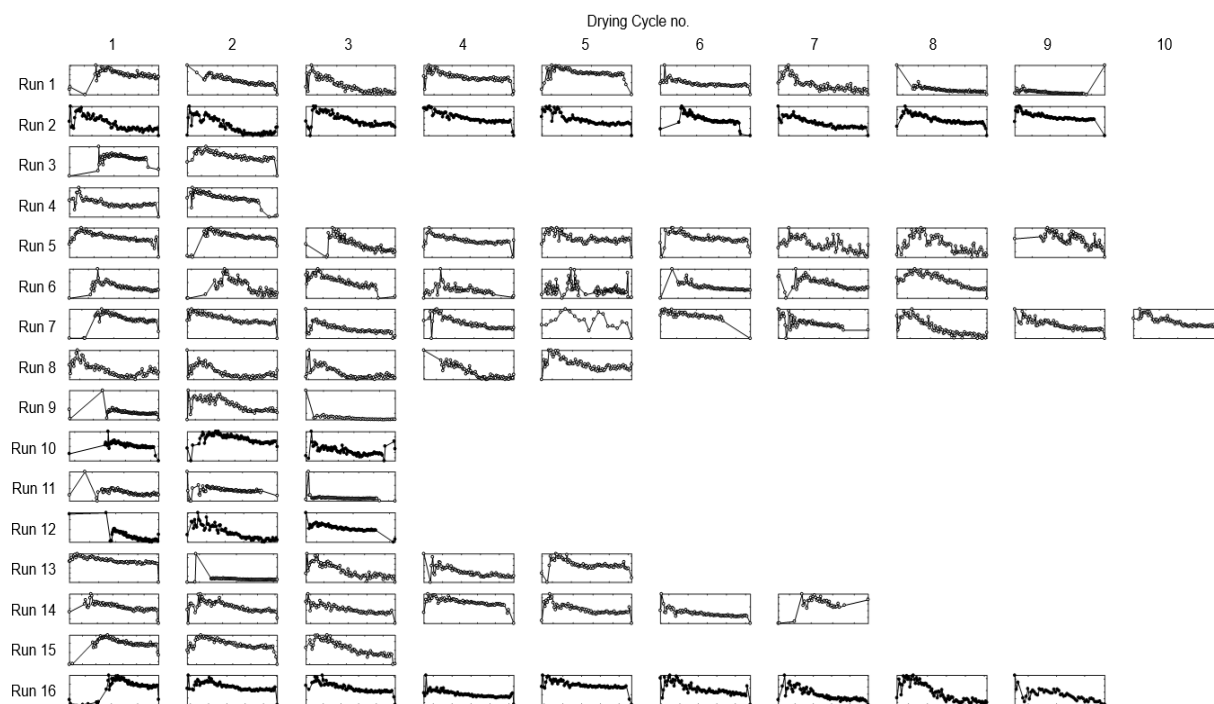 Drying Cycle no.
1 2 3 4 5 6 7 8 9 10
Run 1
Run 2
Run 3
Run 4
Run 5
Run 6
Run 7
Run 8
Run 9
Run 10
Run 11
Run 12
Run 13
Run 14
Run 15
Run 16